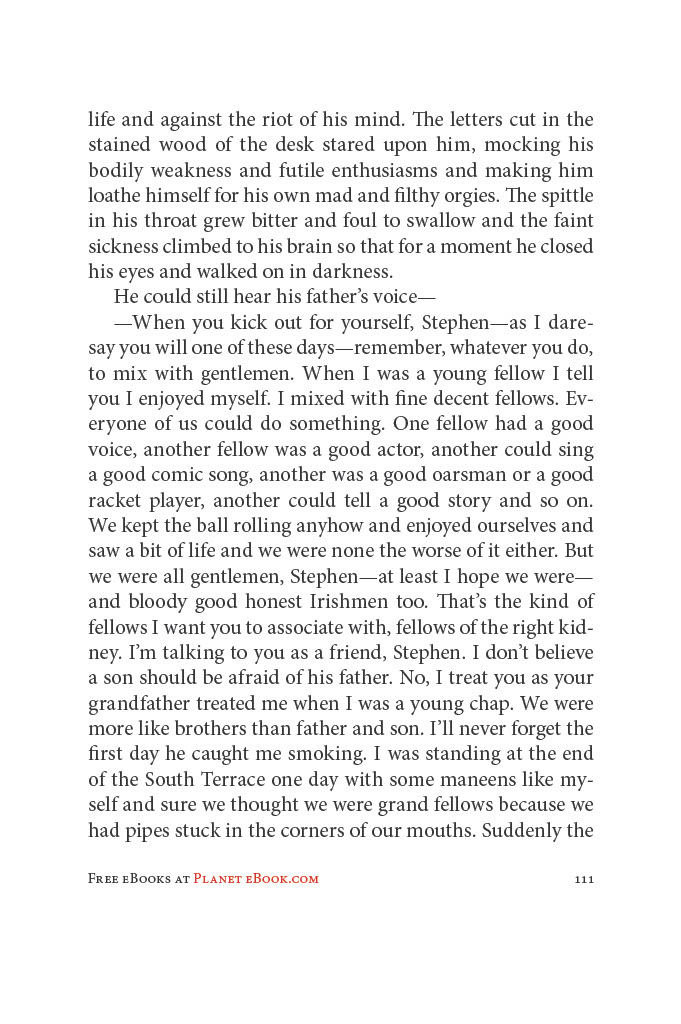 life and against the riot of his mind. The letters cut in the
stained wood of the desk stared upon him, mocking his
bodily weakness and futile enthusiasms and making him
loathe himself for his own mad and filthy orgies. The spittle
in his throat grew bitter and foul to swallow and the faint
sickness climbed to his brain so that for a moment he closed
his eyes and walked on in darkness.
He could still hear his father’s voice—
—When you kick out for yourself, Stephen—as I dare-
say you will one of these days—remember, whatever you do,
to mix with gentlemen. When I was a young fellow I tell
you I enjoyed myself. I mixed with fine decent fellows. Ev-
eryone of us could do something. One fellow had a good
voice, another fellow was a good actor, another could sing
a good comic song, another was a good oarsman or a good
racket player, another could tell a good story and so on.
We kept the ball rolling anyhow and enjoyed ourselves and
saw a bit of life and we were none the worse of it either. But
we were all gentlemen, Stephen—at least I hope we were—
and bloody good honest Irishmen too. That’s the kind of
fellows I want you to associate with, fellows of the right kid-
ney. I’m talking to you as a friend, Stephen. I don’t believe
a son should be afraid of his father. No, I treat you as your
grandfather treated me when I was a young chap. We were
more like brothers than father and son. I’ll never forget the
first day he caught me smoking. I was standing at the end
of the South Terrace one day with some maneens like my-
self and sure we thought we were grand fellows because we
had pipes stuck in the corners of our mouths. Suddenly the
Free eBooks at Planet eBook.com 111